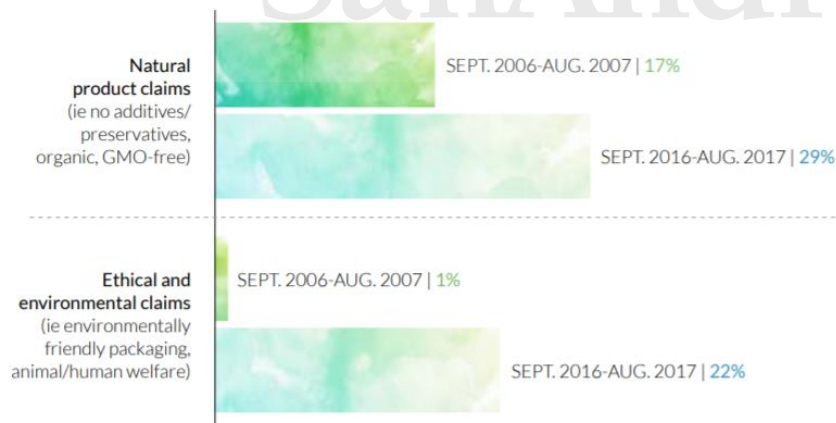 SanAndr
Natural
product claims
(ie no additives/
preservatives,
organic, GMO-free)
SEPT. 2006-AUG. 2007 | 17%
SEPT. 2016-AUG. 2017 | 29%
Ethical and
environmental claims
(ie environmentally
friendly packaging,
animal/human welfare)
SEPT. 2006-AUG. 2007 | 1%
SEPT. 2016-AUG. 2017 | 22%